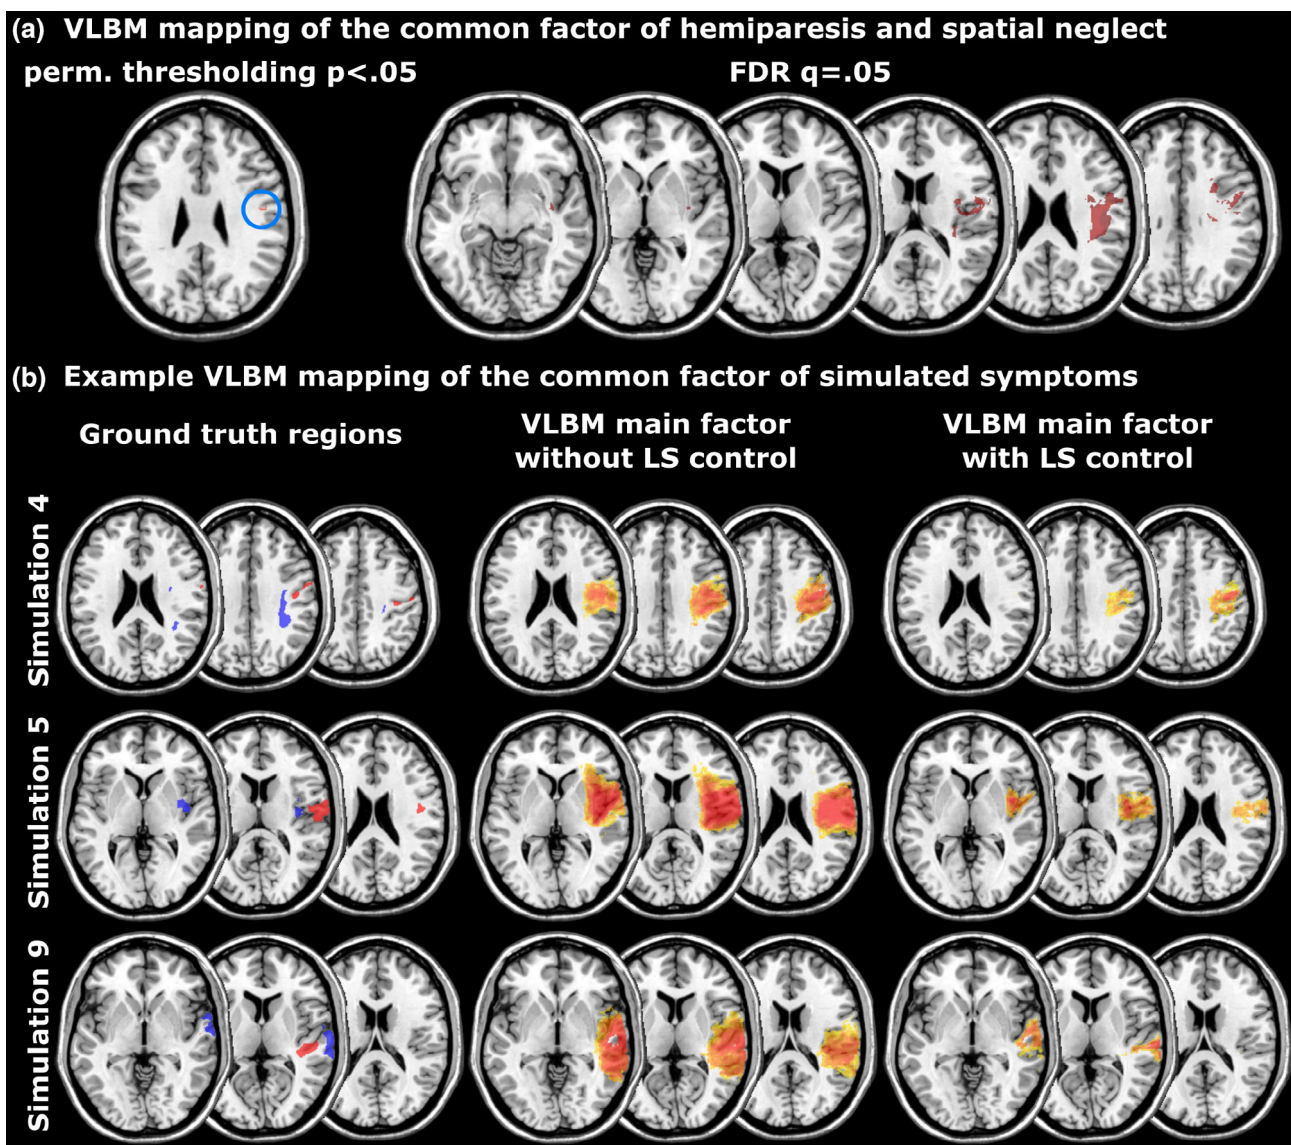 (a) VLBM mapping of the common factor of hemiparesis and spatial neglect
perm. thresholding p<.05
FDR q=.05
(b) Example VLBM mapping of the common factor of simulated symptoms
Ground truth regions
VLBM main factor
without LS control
VLBM main factor
with LS control
Simulation 4
Simulation 5
Simulation 9